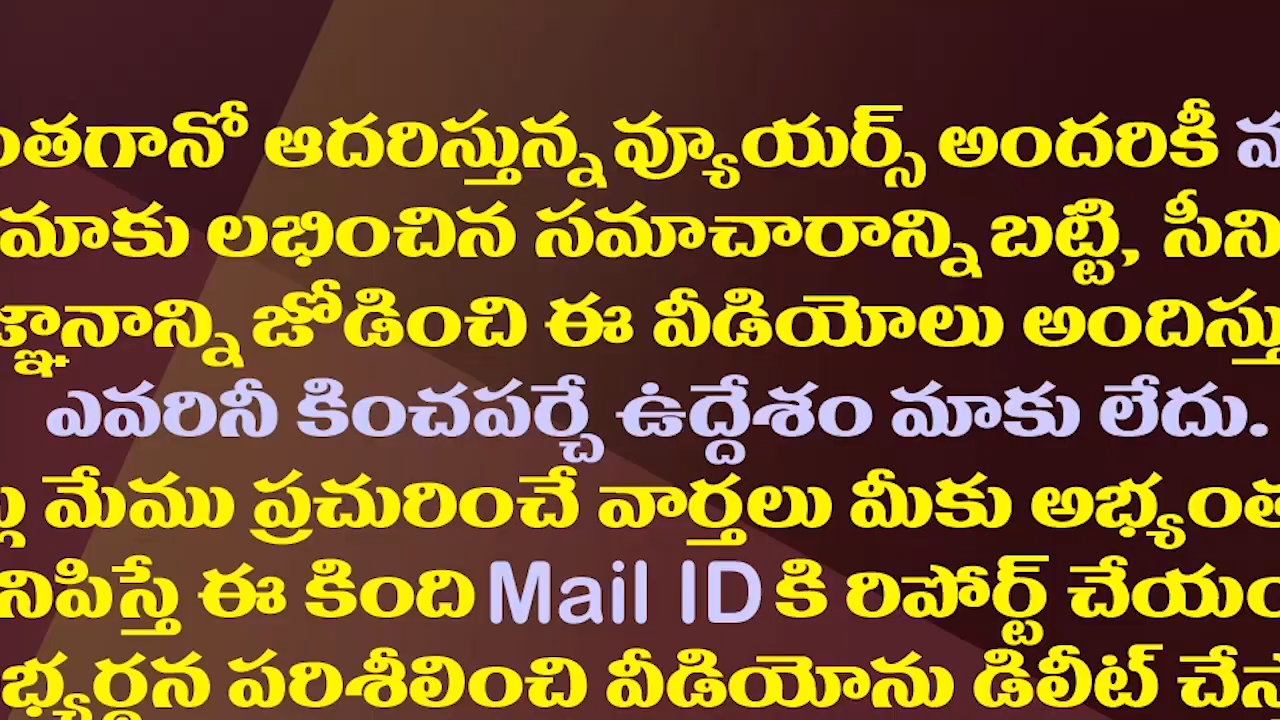 ంతగానో ఆదరిస్తున్న వ్యూయర్స్ అందరికీ
మాకు లభించిన సమాచారాన్ని బట్టి, సీని
జ్ఞానాన్ని జోడించి ఈ వీడియోలు అందిస్తు
ఎవరినీ కించపర్చే ఉద్దేశం మాకు లేదు.
మేము ప్రచురించే వార్తలు మీకు అభ్యంత
నిపిస్తే ఈ కింది Mail ID కి రిపోర్ట్ చేయం
భ్యర్థన పరిశీలించి వీడియోను డిలీట్ చేస